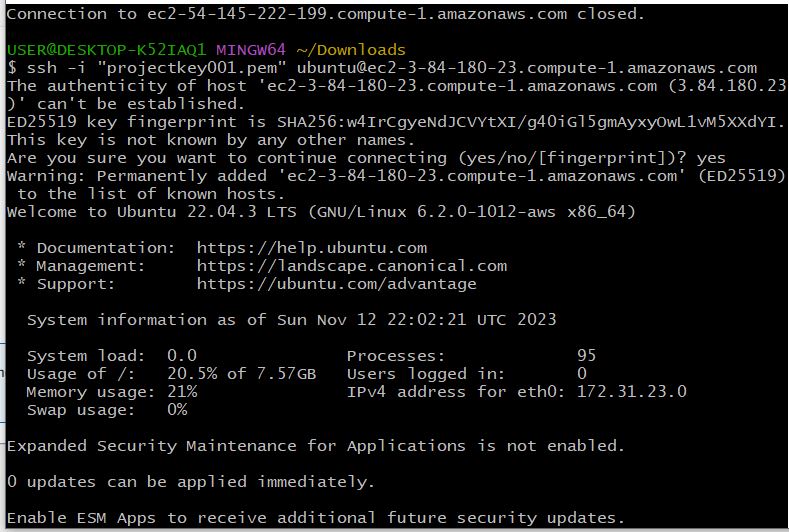 Connection to ec2-54-145-222-199.compute-1.amazonaws.com closed.
USER@DESKTOP-K52IAQ1 MINGW64 ~/Downloads
$ ssh -i "projectkey001.pem" ubuntu@ec2-3-84-180-23.compute-1.amazonaws.com
The authenticity of host 'ec2-3-84-180-23.compute-1.amazonaws.com (3.84.180.23
)' can't be established.
ED25519 key fingerprint is SHA256:w4IrCgyeNdJCVYtXI/g40iGl5gmAyxyOwL1vM5XXdYI.
This key is not known by any other names.
Are you sure you want to continue connecting (yes/no/[fingerprint])? yes
Warning: Permanently added 'ec2-3-84-180-23.compute-1.amazonaws.com' (ED25519)
 to the list of known hosts.
Welcome to Ubuntu 22.04.3 LTS (GNU/Linux 6.2.0-1012-aws x86_64)
 * Documentation:  https://help.ubuntu.com
 * Management:     https://landscape.canonical.com
 * Support:        https://ubuntu.com/advantage
  System information as of Sun Nov 12 22:02:21 UTC 2023
  System load:  0.0               Processes:             95
  Usage of /:   20.5% of 7.57GB   Users logged in:       0
  Memory usage: 21%               IPv4 address for eth0: 172.31.23.0
  Swap usage:   0%
Expanded Security Maintenance for Applications is not enabled.
0 updates can be applied immediately.
Enable ESM Apps to receive additional future security updates.